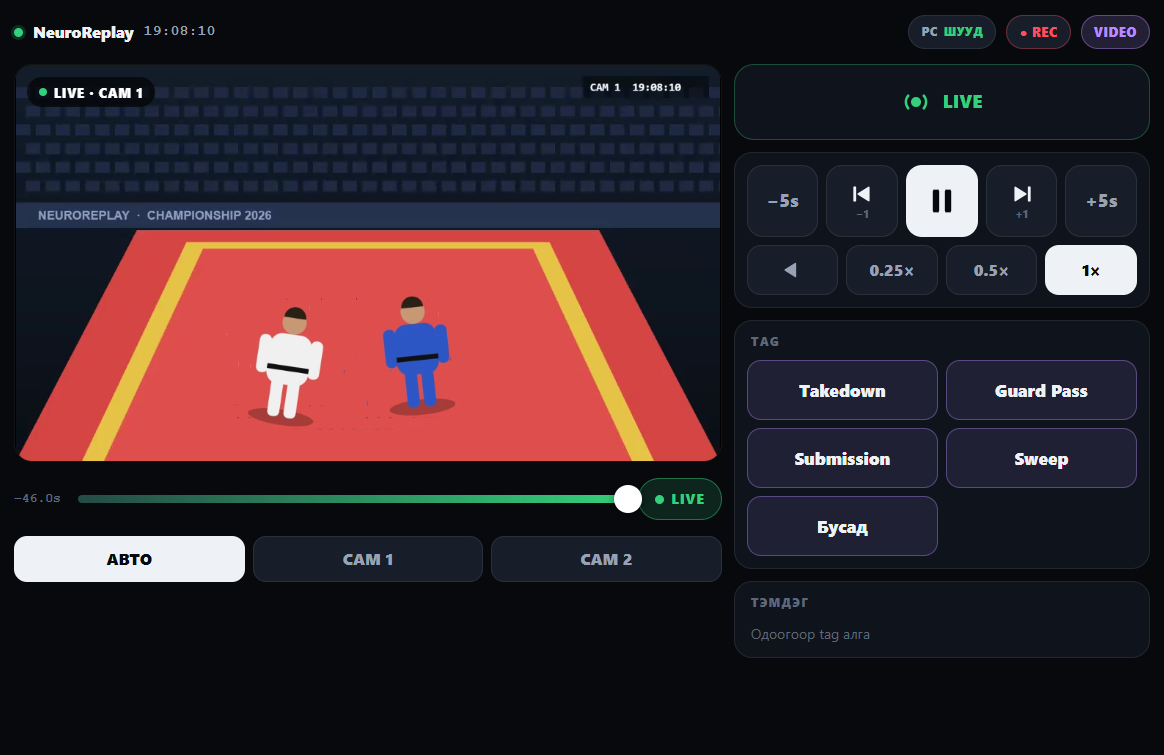 NeuroReplay 19:08:10
PC ШУУД
● REC
VIDEO
LIVE · CAM 1
CAM 1 19:08:10
NEUROREPLAY · CHAMPIONSHIP 2026
−46.0s
LIVE
АВТО
CAM 1
CAM 2
LIVE
−5s
−1
+1
+5s
0.25×
0.5×
1×
TAG
Takedown
Guard Pass
Submission
Sweep
Бусад
ТЭМДЭГ
Одоогоор tag алга